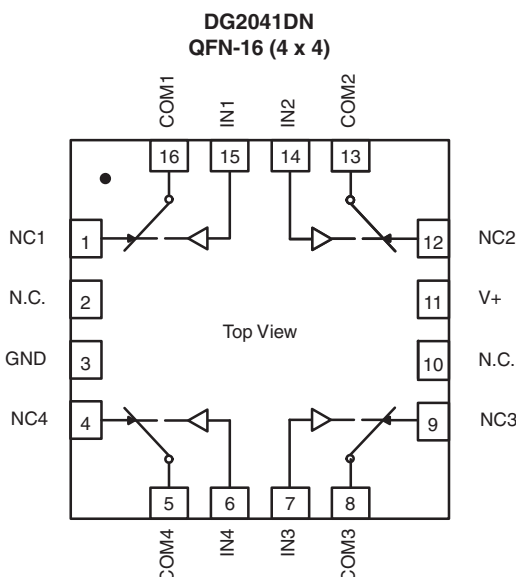 DG2041DN
QFN-16 (4 x 4)
COM1
IN1
IN2
COM2
16
15
14
13
NC1
1
12
NC2
N.C.
2
11
V+
Top View
GND
3
10
N.C.
NC4
4
9
NC3
5
6
7
8
COM4
IN4
IN3
COM3